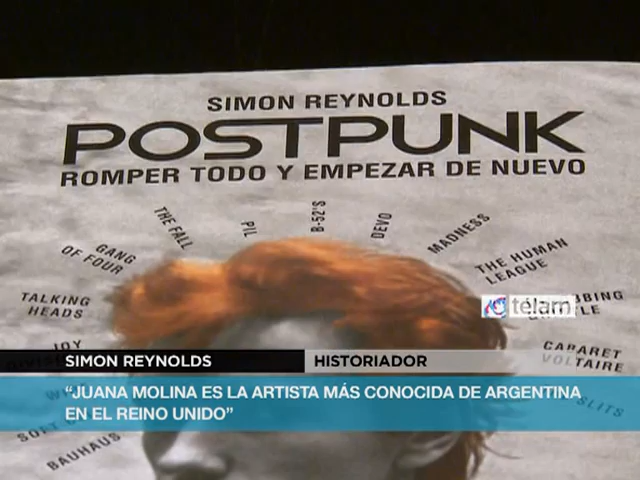 SIMON REYNOLDS
POSTPUNK
ROMPER TODO Y EMPEZAR DE NUEVO
B-52'S
PIL
DEVO
THE FALL
MADNESS
GANG
OF FOUR
THE HUMAN
LEAGUE
TALKING
HEADS
télam
CABARET
VOLTAIRE
SLITS
BAUHAUS
SIMON REYNOLDS
HISTORIADOR
“JUANA MOLINA ES LA ARTISTA MÁS CONOCIDA DE ARGENTINA
EN EL REINO UNIDO”